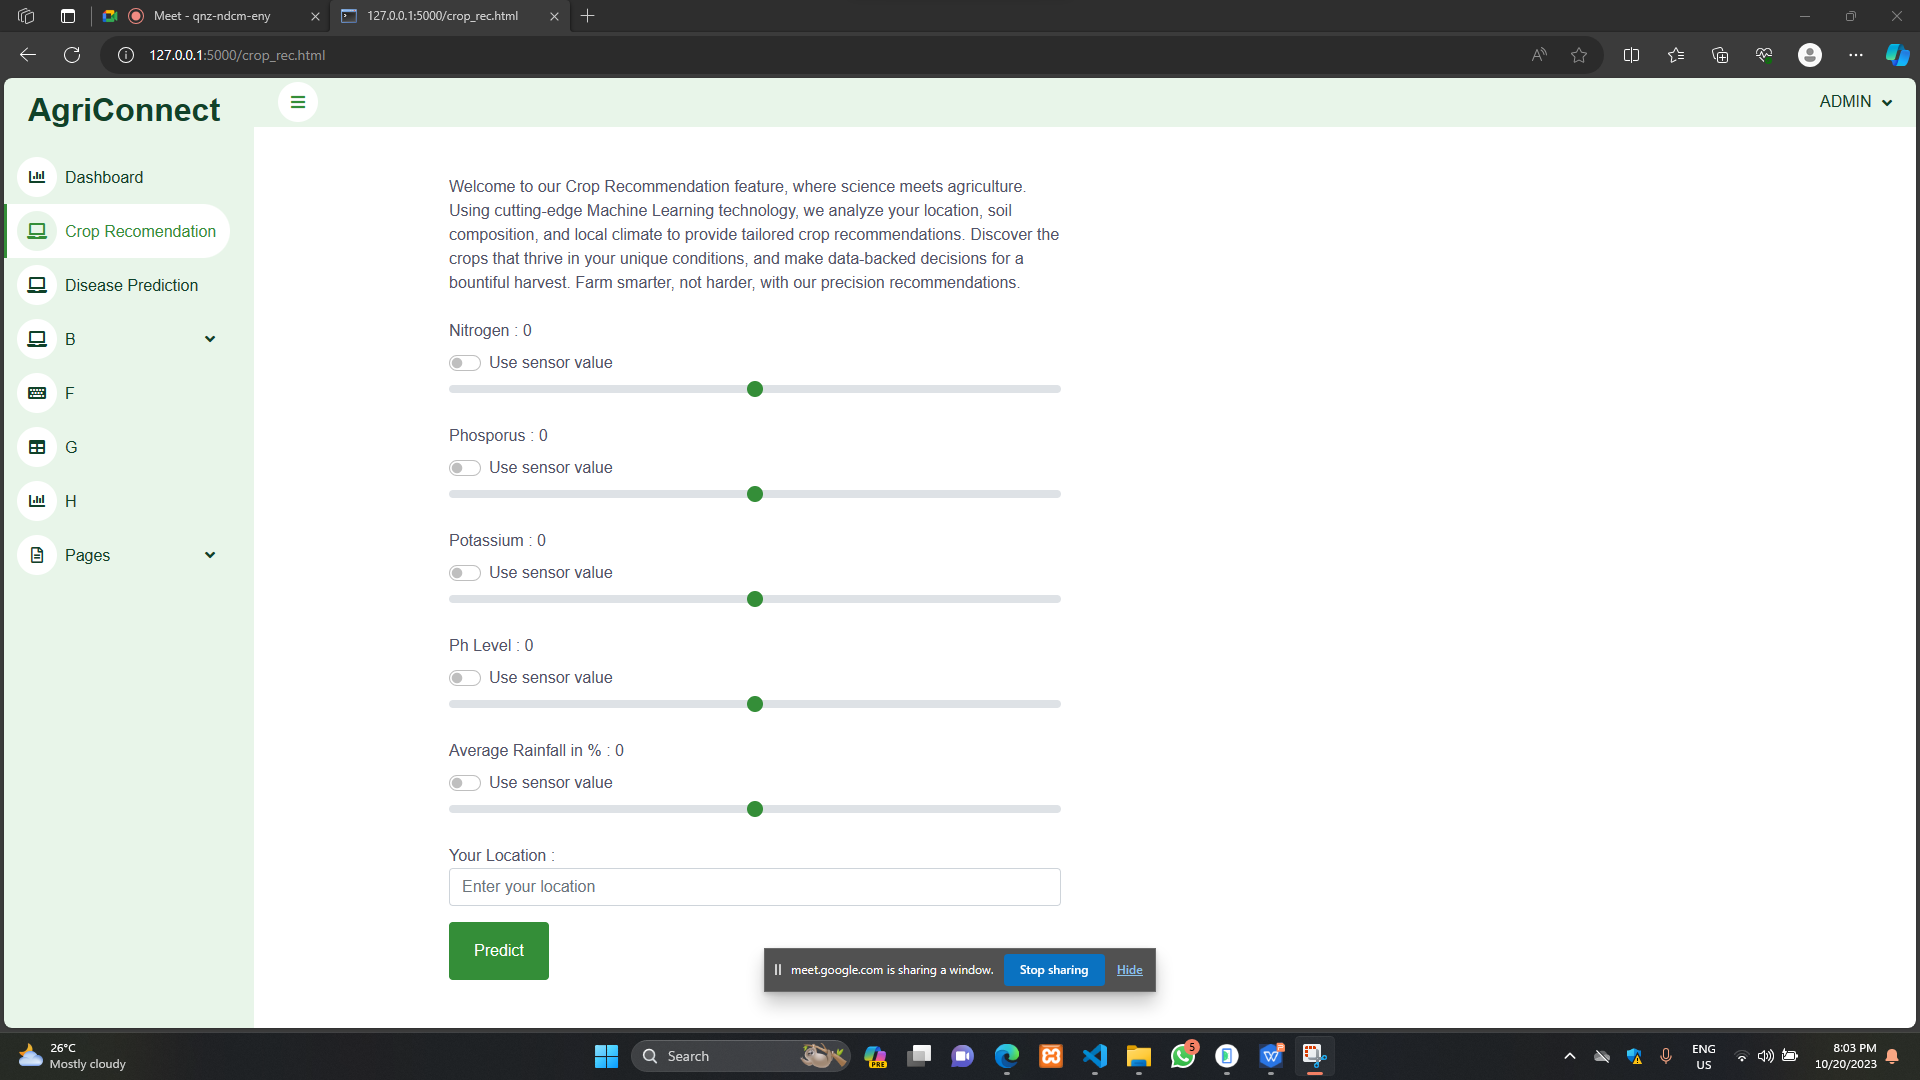 Meet - qnz-ndcm-eny
127.0.0.1:5000/crop_rec.html
127.0.0.1:5000/crop_rec.html
AgriConnect
ADMIN
Dashboard
Crop Recomendation
Disease Prediction
B
F
G
H
Pages
Welcome to our Crop Recommendation feature, where science meets agriculture.
Using cutting-edge Machine Learning technology, we analyze your location, soil
composition, and local climate to provide tailored crop recommendations. Discover the
crops that thrive in your unique conditions, and make data-backed decisions for a
bountiful harvest. Farm smarter, not harder, with our precision recommendations.
Nitrogen : 0
Use sensor value
Phosporus : 0
Use sensor value
Potassium : 0
Use sensor value
Ph Level : 0
Use sensor value
Average Rainfall in % : 0
Use sensor value
Your Location :
Enter your location
Predict
meet.google.com is sharing a window. Stop sharing Hide
26°C
Mostly cloudy
Search
PRE
5
ENG
US
8:03 PM
10/20/2023